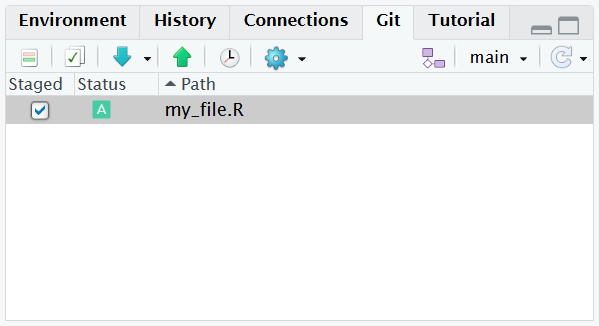 Environment History Connections Git Tutorial
main
Staged Status Path
A my_file.R